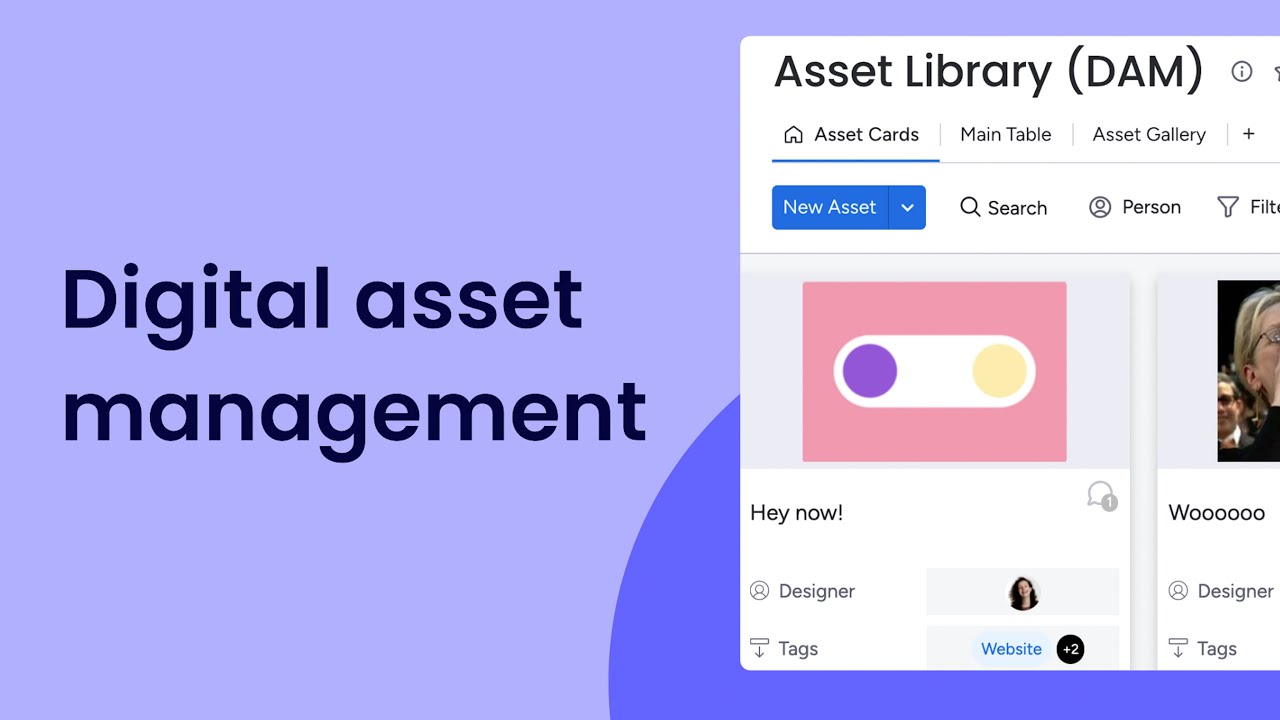 Digital asset
management
Asset Library (DAM)
Asset Cards
Main Table
Asset Gallery
+
New Asset
Search
Person
Filte
1
Hey now!
Woooooo
Designer
Designer
Tags
Website
+2
Tags